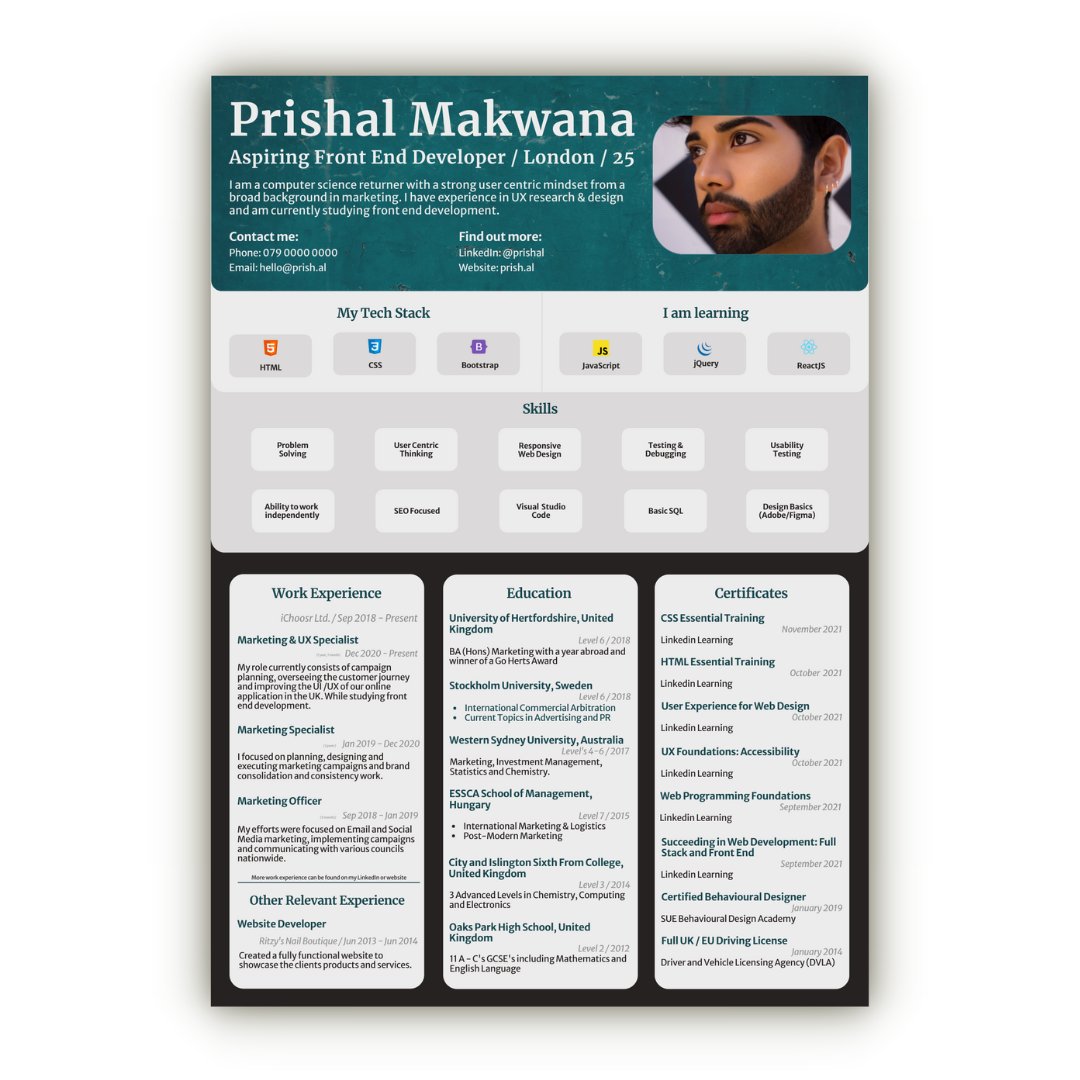 Prishal Makwana
Aspiring Front End Developer / London / 25
I am a computer science returner with a strong user centric mindset from a
broad background in marketing. I have experience in UX research & design
and am currently studying front end development.
Contact me:
Phone: 079 0000 0000
Email: hello@prish.al
Find out more:
LinkedIn: @prishal
Website: prish.al
My Tech Stack
5
HTML
3
CSS
B
Bootstrap
I am learning
JS
JavaScript
jQuery
ReactJS
Skills
Problem
Solving
User Centric
Thinking
Responsive
Web Design
Testing &
Debugging
Usability
Testing
Ability to work
independently
SEO Focused
Visual Studio
Code
Basic SQL
Design Basics
(Adobe/Figma)
Work Experience
iChoosr Ltd. / Sep 2018 - Present
Marketing & UX Specialist
Dec 2020 - Present
My role currently consists of campaign
planning, overseeing the customer journey
and improving the UI /UX of our online
application in the UK. While studying front
end development.
Marketing Specialist
Jan 2019 - Dec 2020
I focused on planning, designing and
executing marketing campaigns and brand
consolidation and consistency work.
Marketing Officer
Sep 2018 - Jan 2019
My efforts were focused on Email and Social
Media marketing, implementing campaigns
and communicating with various councils
nationwide.
More work experience can be found on my LinkedIn or website
Other Relevant Experience
Website Developer
Ritzy's Nail Boutique / Jun 2013 - Jun 2014
Created a fully functional website to
showcase the clients products and services.
Education
University of Hertfordshire, United
Kingdom
Level 6 / 2018
BA (Hons) Marketing with a year abroad and
winner of a Go Herts Award
Stockholm University, Sweden
Level 6 / 2018
• International Commercial Arbitration
• Current Topics in Advertising and PR
Western Sydney University, Australia
Level's 4-6 / 2017
Marketing, Investment Management,
Statistics and Chemistry.
ESSCA School of Management,
Hungary
Level 7 / 2015
• International Marketing & Logistics
• Post-Modern Marketing
City and Islington Sixth From College,
United Kingdom
Level 3 / 2014
3 Advanced Levels in Chemistry, Computing
and Electronics
Oaks Park High School, United
Kingdom
Level 2 / 2012
11 A - C's GCSE's including Mathematics and
English Language
Certificates
CSS Essential Training
November 2021
Linkedin Learning
HTML Essential Training
October 2021
Linkedin Learning
User Experience for Web Design
October 2021
Linkedin Learning
UX Foundations: Accessibility
October 2021
Linkedin Learning
Web Programming Foundations
September 2021
Linkedin Learning
Succeeding in Web Development: Full
Stack and Front End
September 2021
Linkedin Learning
Certified Behavioural Designer
January 2019
SUE Behavioural Design Academy
Full UK / EU Driving License
January 2014
Driver and Vehicle Licensing Agency (DVLA)